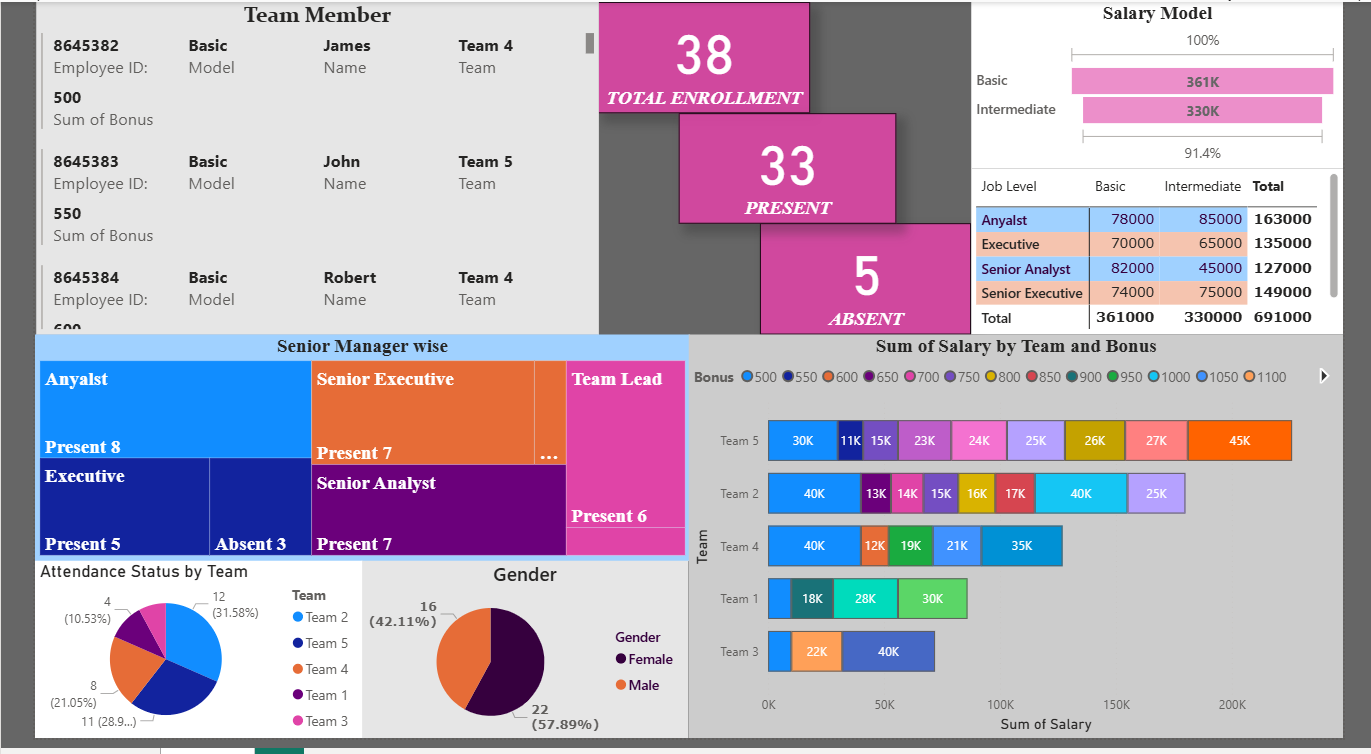 Team Member
8645382 Basic James Team 4
Employee ID: Model Name Team
500
Sum of Bonus
8645383 Basic John Team 5
Employee ID: Model Name Team
550
Sum of Bonus
8645384 Basic Robert Team 4
Employee ID: Model Name Team
600
38
TOTAL ENROLLMENT
33
PRESENT
5
ABSENT
Salary Model
100%
Basic 361K
Intermediate 330K
91.4%
Job Level Basic Intermediate Total
Anyalst 78000 85000 163000
Executive 70000 65000 135000
Senior Analyst 82000 45000 127000
Senior Executive 74000 75000 149000
Total 361000 330000 691000
Senior Manager wise
Anyalst
Present 8
Executive
Present 5
Absent 3
Senior Executive
Present 7
...
Senior Analyst
Present 7
Team Lead
Present 6
Sum of Salary by Team and Bonus
Bonus 500 550 600 650 700 750 800 850 900 950 1000 1050 1100
Team
Team 5 30K 11K 15K 23K 24K 25K 26K 27K 45K
Team 2 40K 13K 14K 15K 16K 17K 40K 25K
Team 4 40K 12K 19K 21K 35K
Team 1 18K 28K 30K
Team 3 22K 40K
0K 50K 100K 150K 200K
Sum of Salary
Attendance Status by Team
12
(31.58%)
4
(10.53%)
8
(21.05%)
11 (28.9...)
Team
Team 2
Team 5
Team 4
Team 1
Team 3
Gender
16
(42.11%)
22
(57.89%)
Gender
Female
Male